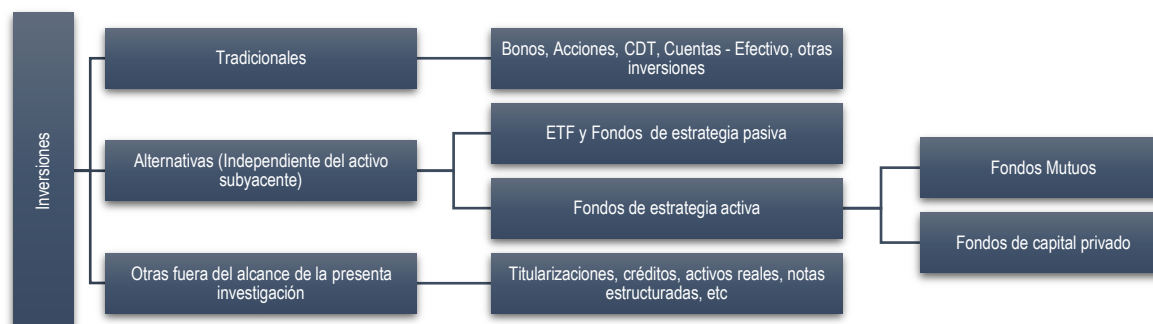 Inversiones
Tradicionales
Bonos, Acciones, CDT, Cuentas - Efectivo, otras
inversiones
Alternativas (Independiente del activo
subyacente)
ETF y Fondos de estrategia pasiva
Fondos de estrategia activa
Fondos Mutuos
Fondos de capital privado
Otras fuera del alcance de la presenta
investigación
Titularizaciones, créditos, activos reales, notas
estructuradas, etc